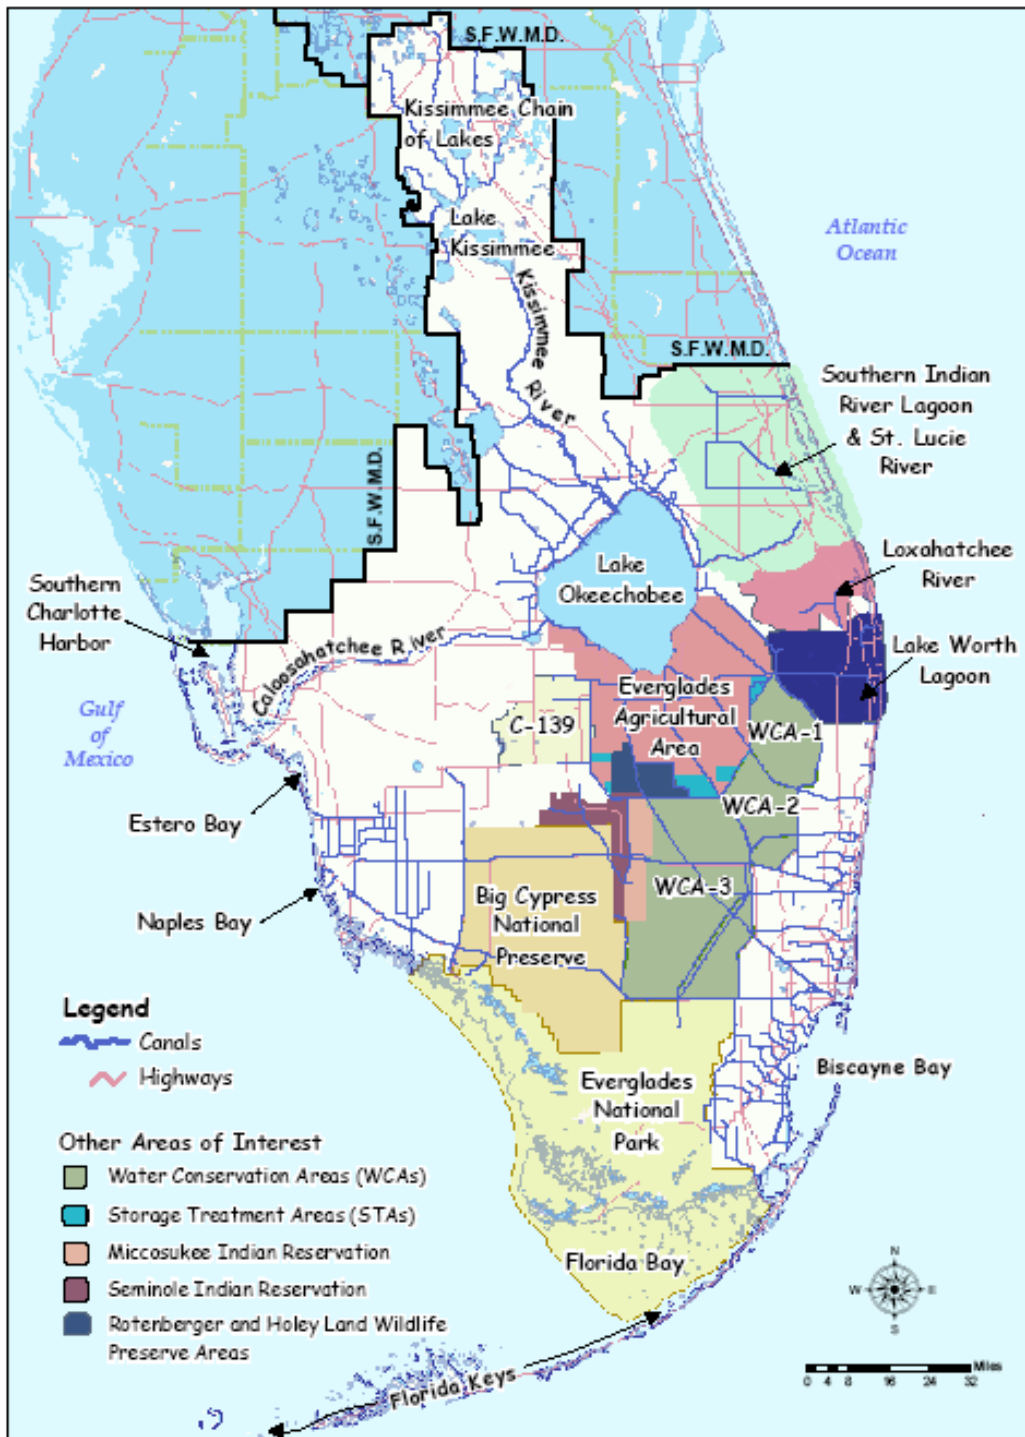 S.F.W.M.D.
Kissimmee Chain
of Lakes
Lake
Kissimmee
Atlantic
Ocean
Kissimmee River
S.F.W.M.D.
Southern Indian
River Lagoon
& St. Lucie
River
S.F.W.M.D.
Loxahatchee
River
Lake
Okeechobee
Southern
Charlotte
Harbor
Caloosahatchee River
Lake Worth
Lagoon
Everglades
Agricultural
Area
Gulf
of
Mexico
C-139
WCA-1
WCA-2
Estero Bay
WCA-3
Big Cypress
National
Preserve
Naples Bay
Legend
Canals
Highways
Biscayne Bay
Everglades
National
Park
Other Areas of Interest
Water Conservation Areas (WCAs)
Storage Treatment Areas (STAs)
Miccosukee Indian Reservation
Seminole Indian Reservation
Rotenberger and Holey Land Wildlife
Preserve Areas
Florida Bay
N
W E
S
Miles
0 4 8 16 24 32
Florida Keys